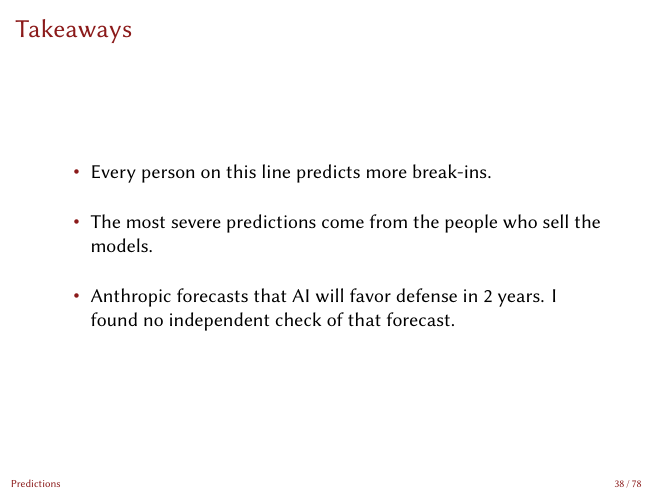 Takeaways
• Every person on this line predicts more break-ins.
• The most severe predictions come from the people who sell the
models.
• Anthropic forecasts that AI will favor defense in 2 years. I
found no independent check of that forecast.
Predictions
38 / 78